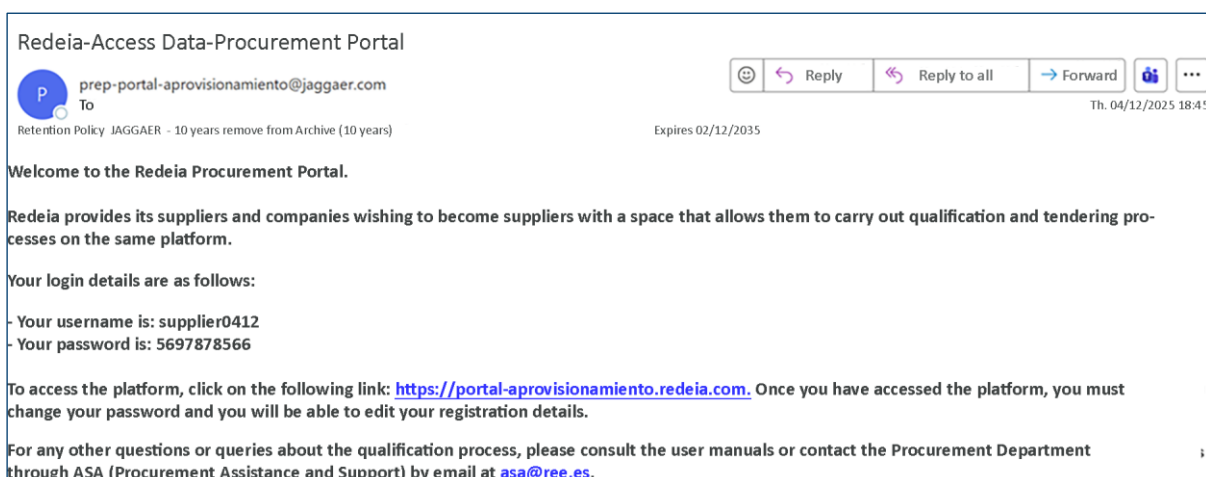 Redeia-Access Data-Procurement Portal
P
prep-portal-aprovisionamiento@jaggaer.com
To
Reply
Reply to all
Forward
Th. 04/12/2025 18:45
Retention Policy JAGGAER - 10 years remove from Archive (10 years)
Expires 02/12/2035
Welcome to the Redeia Procurement Portal.
Redeia provides its suppliers and companies wishing to become suppliers with a space that allows them to carry out qualification and tendering pro-
cesses on the same platform.
Your login details are as follows:
- Your username is: supplier0412
- Your password is: 5697878566
To access the platform, click on the following link: https://portal-aprovisionamiento.redeia.com. Once you have accessed the platform, you must
change your password and you will be able to edit your registration details.
For any other questions or queries about the qualification process, please consult the user manuals or contact the Procurement Department
through ASA (Procurement Assistance and Support) by email at asa@ree.es.